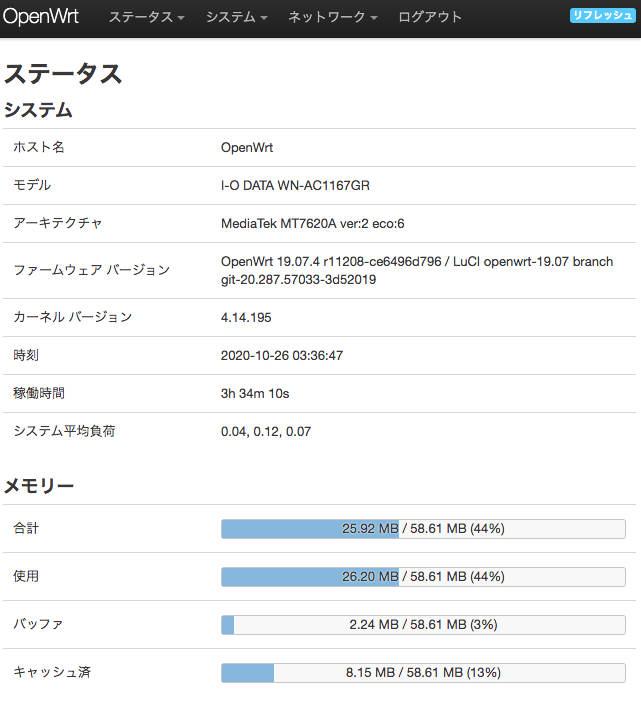 OpenWrt ステータス システム ネットワーク ログアウト リフレッシュ
ステータス
システム
ホスト名 OpenWrt
モデル I-O DATA WN-AC1167GR
アーキテクチャ MediaTek MT7620A ver:2 eco:6
ファームウェア バージョン OpenWrt 19.07.4 r11208-ce6496d796 / LuCI openwrt-19.07 branch
git-20.287.57033-3d52019
カーネル バージョン 4.14.195
時刻 2020-10-26 03:36:47
稼働時間 3h 34m 10s
システム平均負荷 0.04, 0.12, 0.07
メモリー
合計 25.92 MB / 58.61 MB (44%)
使用 26.20 MB / 58.61 MB (44%)
バッファ 2.24 MB / 58.61 MB (3%)
キャッシュ済 8.15 MB / 58.61 MB (13%)